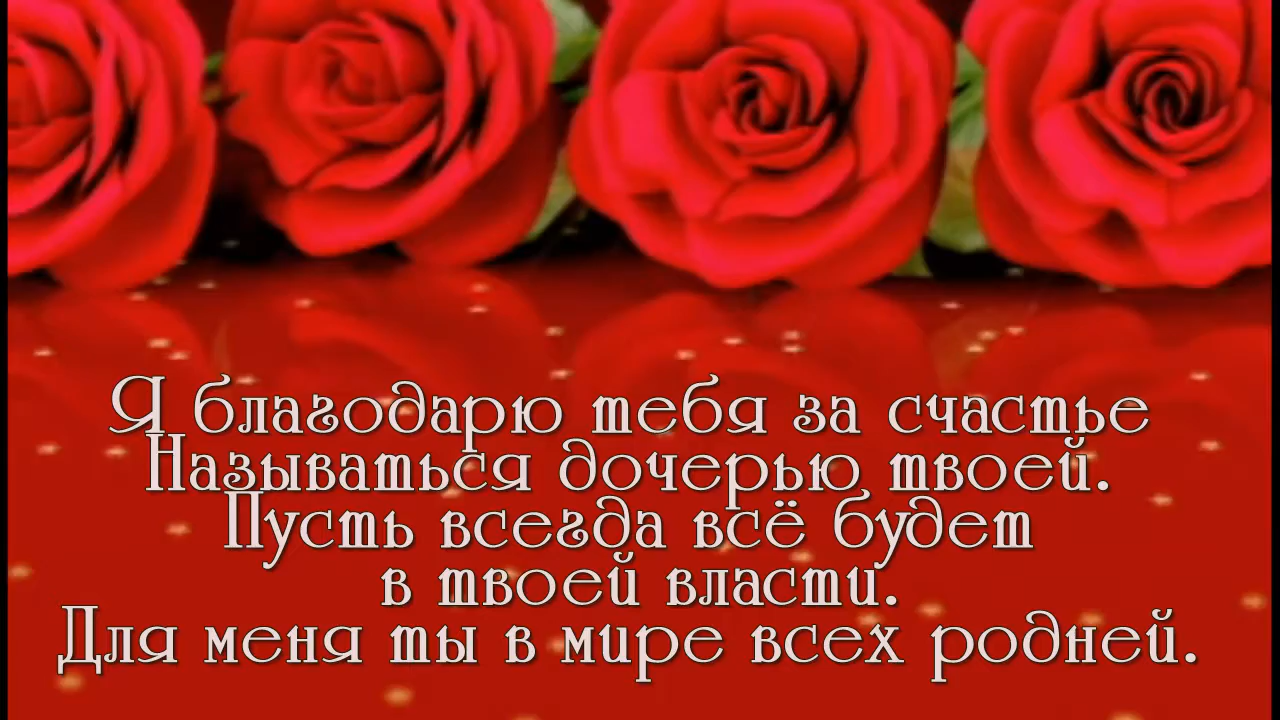 Я благодарю тебя за счастье
Называться дочерью твоей.
Пусть всегда всё будет
в твоей власти.
Для меня ты в мире всех родней.